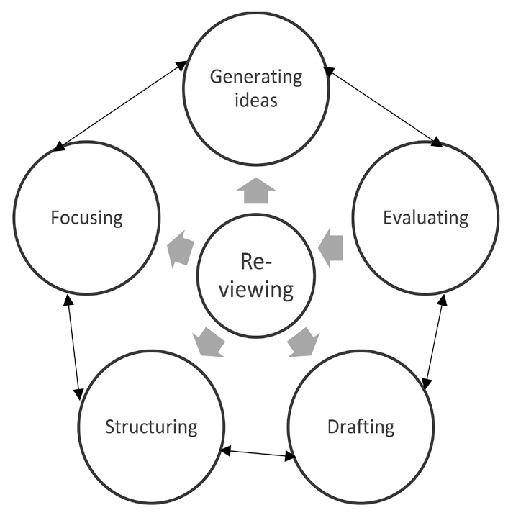 Generating
ideas
Focusing
Evaluating
Re-
viewing
Structuring
Drafting